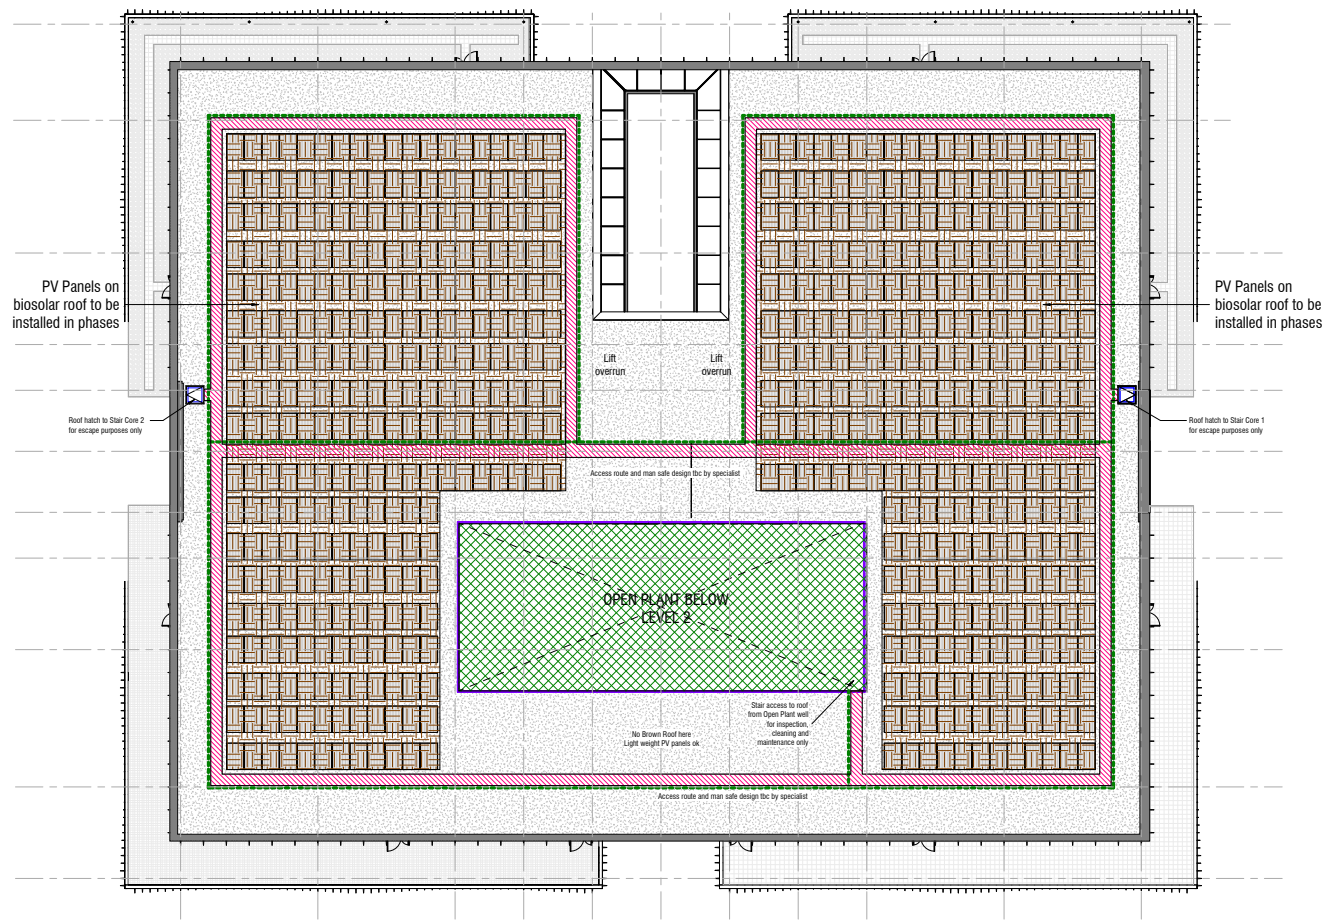 PV Panels on
biosolar roof to be
installed in phases
PV Panels on
biosolar roof to be
installed in phases
Lift
overrun
Lift
overrun
Roof hatch to Stair Core 2
for escape purposes only
Roof hatch to Stair Core 1
for escape purposes only
Access route and man safe design tbc by specialist
OPEN PLANT BELOW
LEVEL 2
Stair access to roof
from Open Plant well
for inspection,
cleaning and
maintenance only
No Brown Roof here
Light weight PV panels ok
Access route and man safe design tbc by specialist